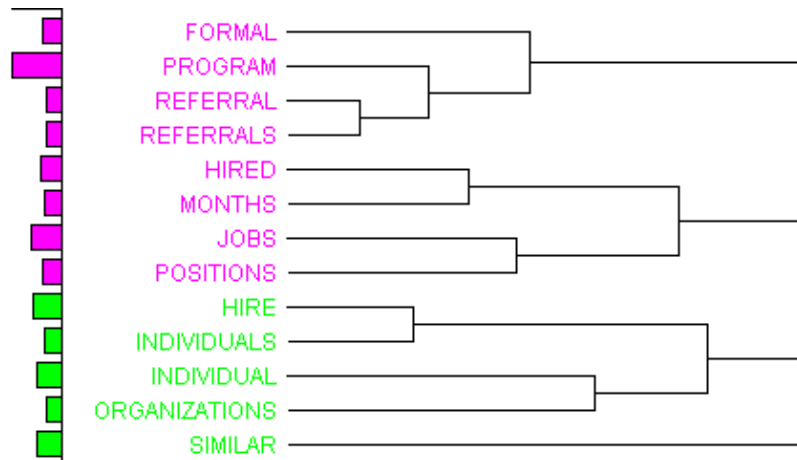 FORMAL
PROGRAM
REFERRAL
REFERRALS
HIRED
MONTHS
JOBS
POSITIONS
HIRE
INDIVIDUALS
INDIVIDUAL
ORGANIZATIONS
SIMILAR